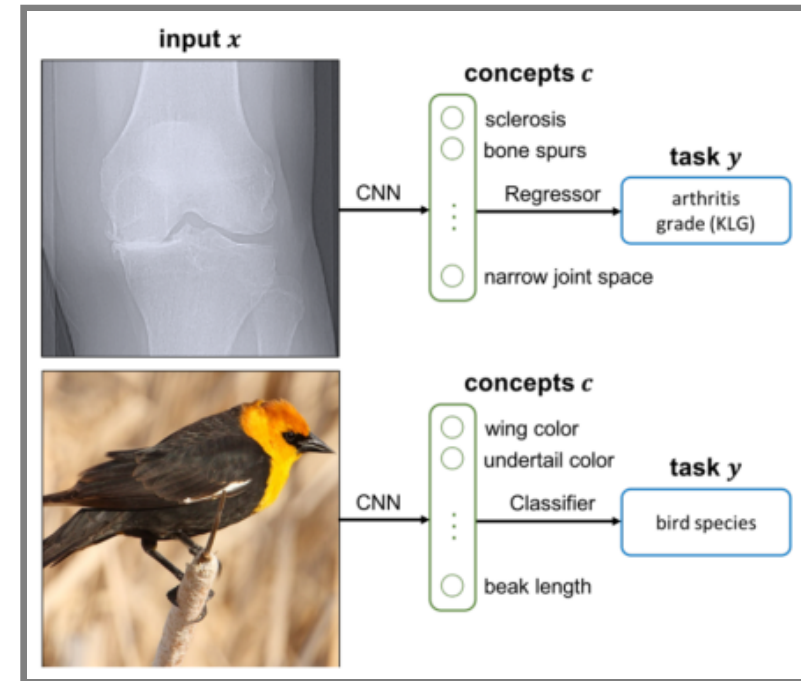 input x
concepts c
sclerosis
bone spurs
task y
CNN
Regressor
arthritis
grade (KLG)
narrow joint space
concepts c
wing color
undertail color
task y
CNN
Classifier
bird species
beak length